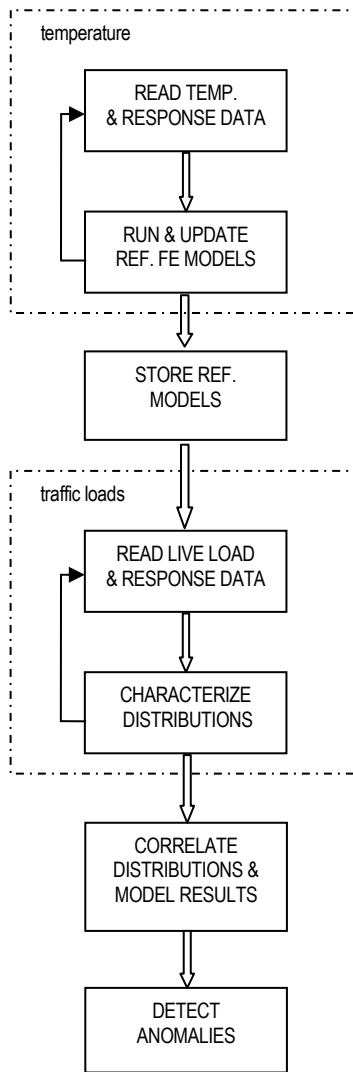 temperature
READ TEMP.
& RESPONSE DATA
RUN & UPDATE
REF. FE MODELS
STORE REF.
MODELS
traffic loads
READ LIVE LOAD
& RESPONSE DATA
CHARACTERIZE
DISTRIBUTIONS
CORRELATE
DISTRIBUTIONS &
MODEL RESULTS
DETECT
ANOMALIES